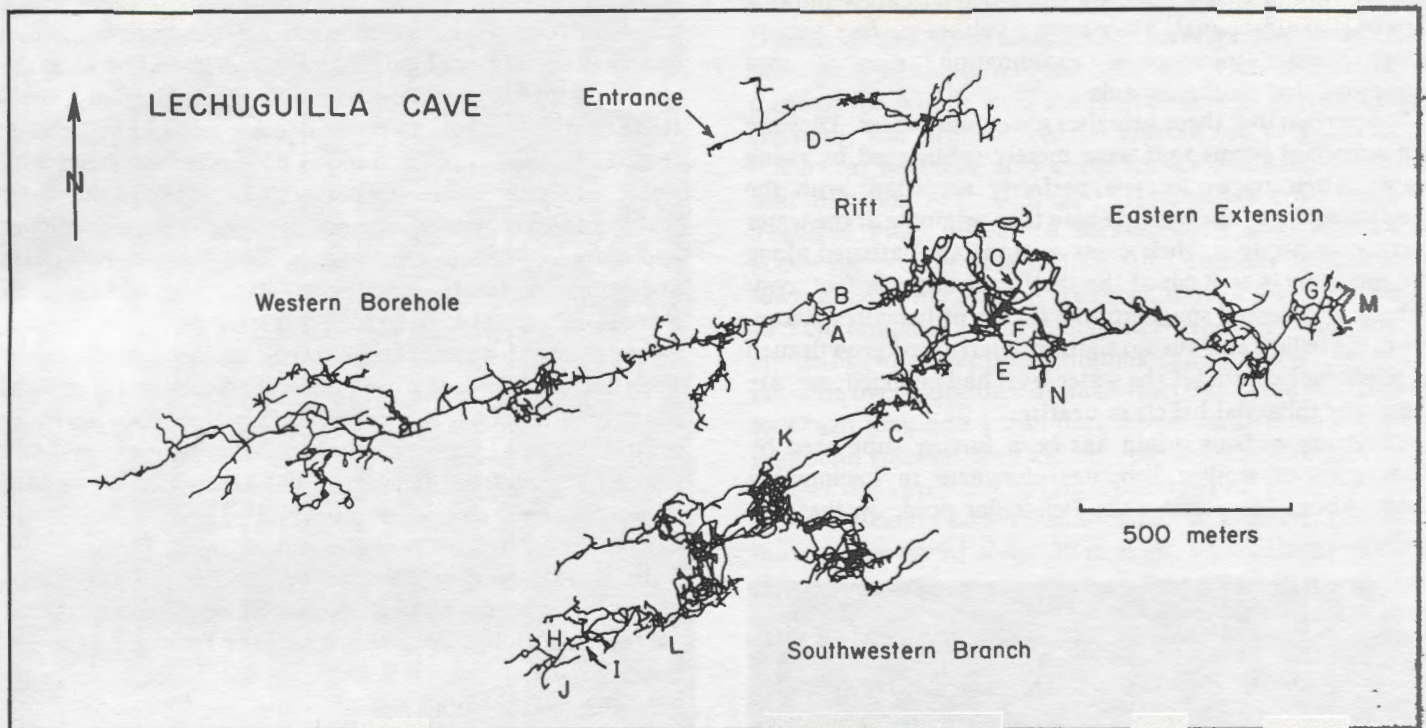 LECHUGUILLA CAVE
N
Entrance
D
Rift
Eastern Extension
O
G
M
Western Borehole
B
A
F
E
N
C
K
500 meters
H
I
J
L
Southwestern Branch